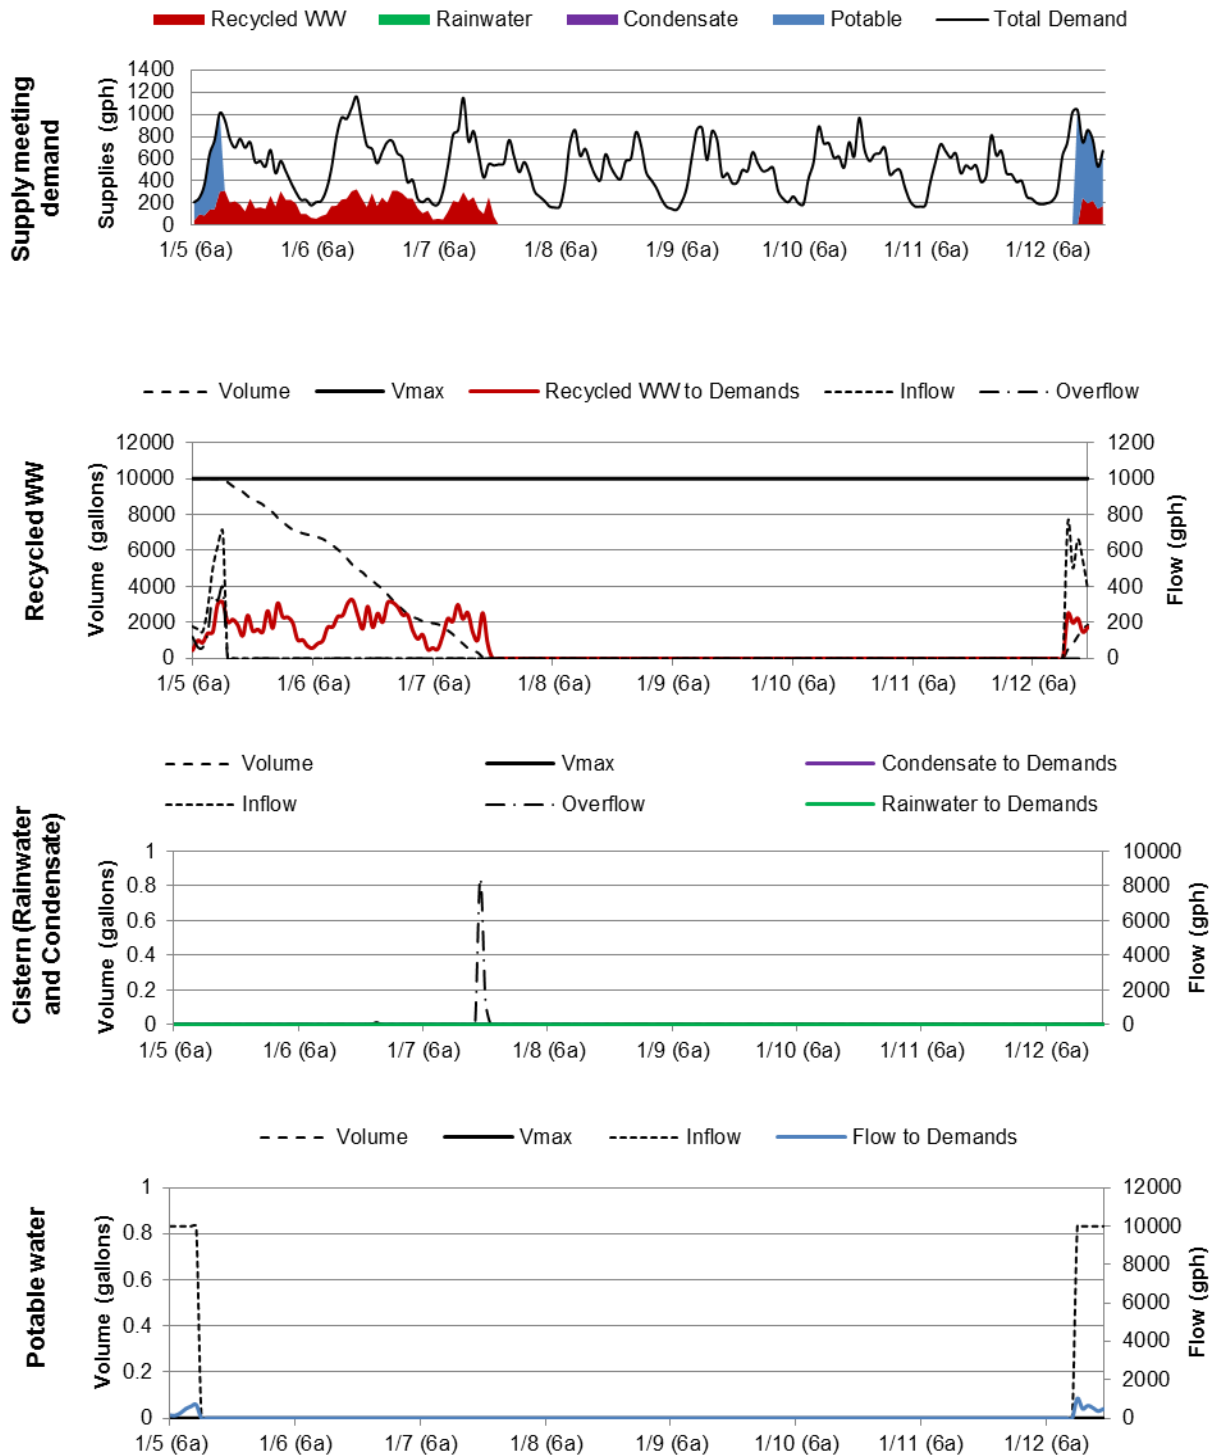 Recycled WW Rainwater Condensate Potable Total Demand
Supply meeting
demand
Supplies (gph)
1400
1200
1000
800
600
400
200
0
1/5 (6a) 1/6 (6a) 1/7 (6a) 1/8 (6a) 1/9 (6a) 1/10 (6a) 1/11 (6a) 1/12 (6a)
Volume Vmax Recycled WW to Demands Inflow Overflow
Recycled WW
Volume (gallons)
12000
10000
8000
6000
4000
2000
0
1200
1000
800
600
400
200
0
Flow (gph)
1/5 (6a) 1/6 (6a) 1/7 (6a) 1/8 (6a) 1/9 (6a) 1/10 (6a) 1/11 (6a) 1/12 (6a)
Volume Vmax Condensate to Demands
Inflow Overflow Rainwater to Demands
Cistern (Rainwater
and Condensate)
Volume (gallons)
1
0.8
0.6
0.4
0.2
0
10000
8000
6000
4000
2000
0
Flow (gph)
1/5 (6a) 1/6 (6a) 1/7 (6a) 1/8 (6a) 1/9 (6a) 1/10 (6a) 1/11 (6a) 1/12 (6a)
Volume Vmax Inflow Flow to Demands
Potable water
Volume (gallons)
1
0.8
0.6
0.4
0.2
0
12000
10000
8000
6000
4000
2000
0
Flow (gph)
1/5 (6a) 1/6 (6a) 1/7 (6a) 1/8 (6a) 1/9 (6a) 1/10 (6a) 1/11 (6a) 1/12 (6a)